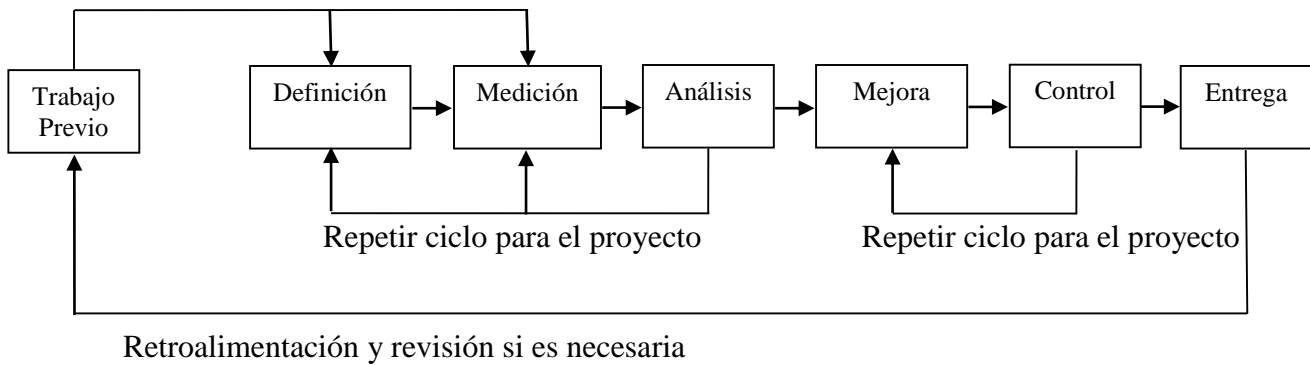 Trabajo
Previo
Definición
Medición
Análisis
Mejora
Control
Entrega
Repetir ciclo para el proyecto
Repetir ciclo para el proyecto
Retroalimentación y revisión si es necesaria